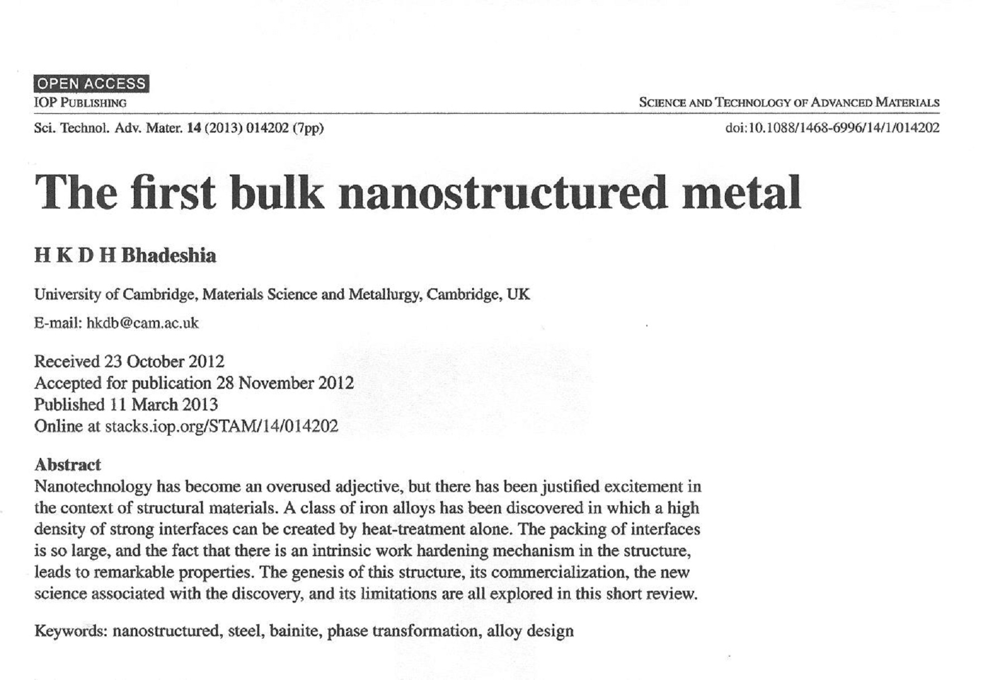 OPEN ACCESS
IOP PUBLISHING
SCIENCE AND TECHNOLOGY OF ADVANCED MATERIALS
Sci. Technol. Adv. Mater. 14 (2013) 014202 (7pp)
doi:10.1088/1468-6996/14/1/014202
The first bulk nanostructured metal
H K D H Bhadeshia
University of Cambridge, Materials Science and Metallurgy, Cambridge, UK
E-mail: hkdb@cam.ac.uk
Received 23 October 2012
Accepted for publication 28 November 2012
Published 11 March 2013
Online at stacks.iop.org/STAM/14/014202
Abstract
Nanotechnology has become an overused adjective, but there has been justified excitement in
the context of structural materials. A class of iron alloys has been discovered in which a high
density of strong interfaces can be created by heat-treatment alone. The packing of interfaces
is so large, and the fact that there is an intrinsic work hardening mechanism in the structure,
leads to remarkable properties. The genesis of this structure, its commercialization, the new
science associated with the discovery, and its limitations are all explored in this short review.
Keywords: nanostructured, steel, bainite, phase transformation, alloy design